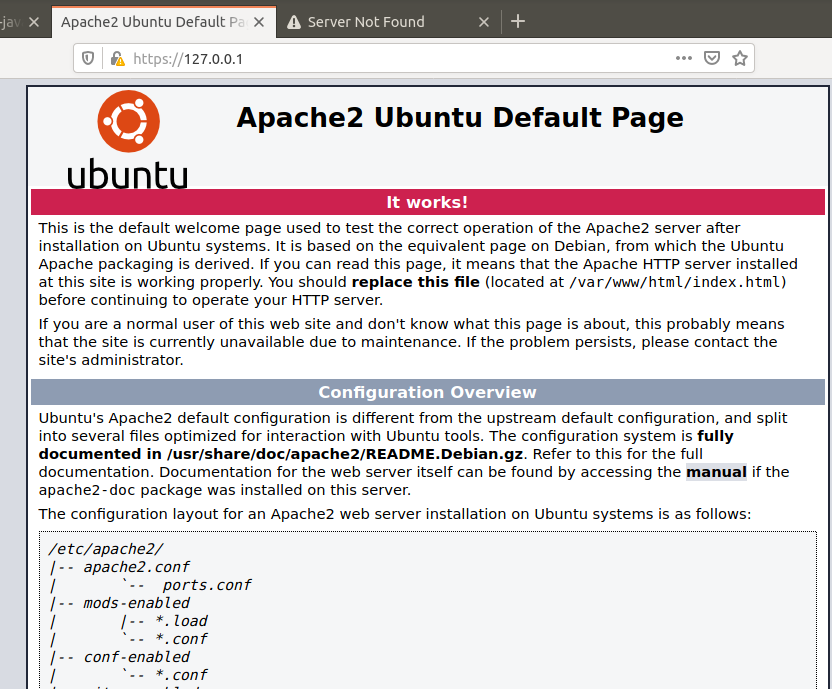 -jav
Apache2 Ubuntu Default Pa
Server Not Found
https://127.0.0.1
ubuntu
Apache2 Ubuntu Default Page
It works!
This is the default welcome page used to test the correct operation of the Apache2 server after
installation on Ubuntu systems. It is based on the equivalent page on Debian, from which the Ubuntu
Apache packaging is derived. If you can read this page, it means that the Apache HTTP server installed
at this site is working properly. You should replace this file (located at /var/www/html/index.html)
before continuing to operate your HTTP server.
If you are a normal user of this web site and don't know what this page is about, this probably means
that the site is currently unavailable due to maintenance. If the problem persists, please contact the
site's administrator.
Configuration Overview
Ubuntu's Apache2 default configuration is different from the upstream default configuration, and split
into several files optimized for interaction with Ubuntu tools. The configuration system is fully
documented in /usr/share/doc/apache2/README.Debian.gz. Refer to this for the full
documentation. Documentation for the web server itself can be found by accessing the manual if the
apache2-doc package was installed on this server.
The configuration layout for an Apache2 web server installation on Ubuntu systems is as follows:
/etc/apache2/
|-- apache2.conf
|       `--  ports.conf
|-- mods-enabled
|       |-- *.load
|       `-- *.conf
|-- conf-enabled
|       `-- *.conf